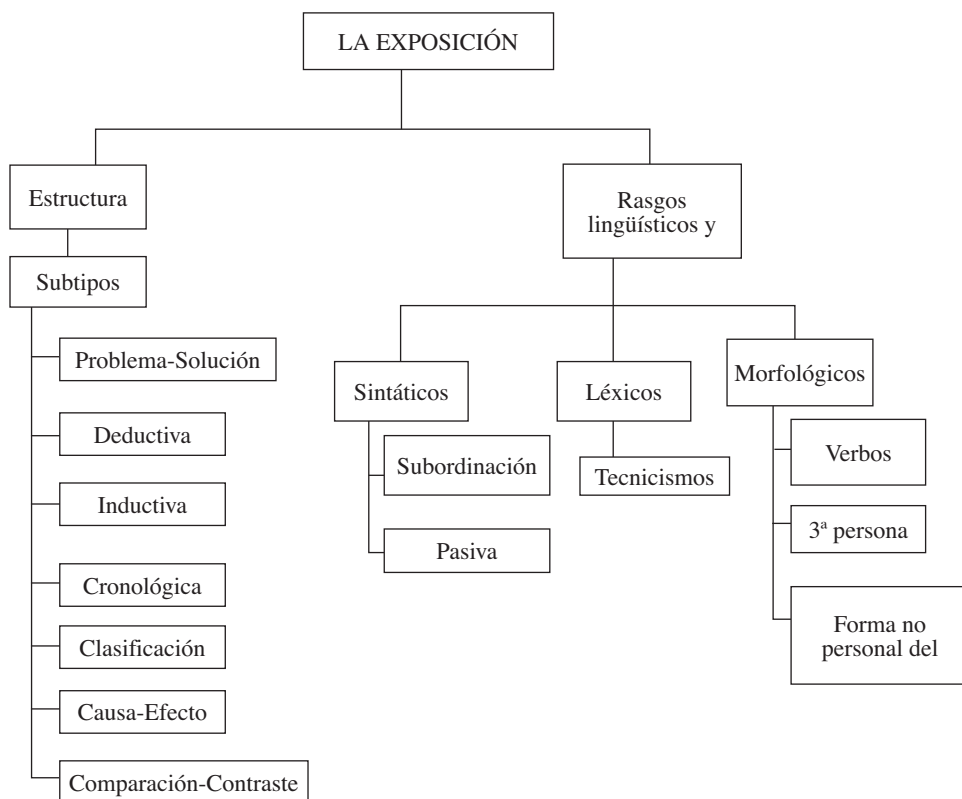 LA EXPOSICIÓN
Estructura
Subtipos
Problema-Solución
Deductiva
Inductiva
Cronológica
Clasificación
Causa-Efecto
Comparación-Contraste
Rasgos
lingüísticos y
Sintáticos
Subordinación
Pasiva
Léxicos
Tecnicismos
Morfológicos
Verbos
3ª persona
Forma no
personal del